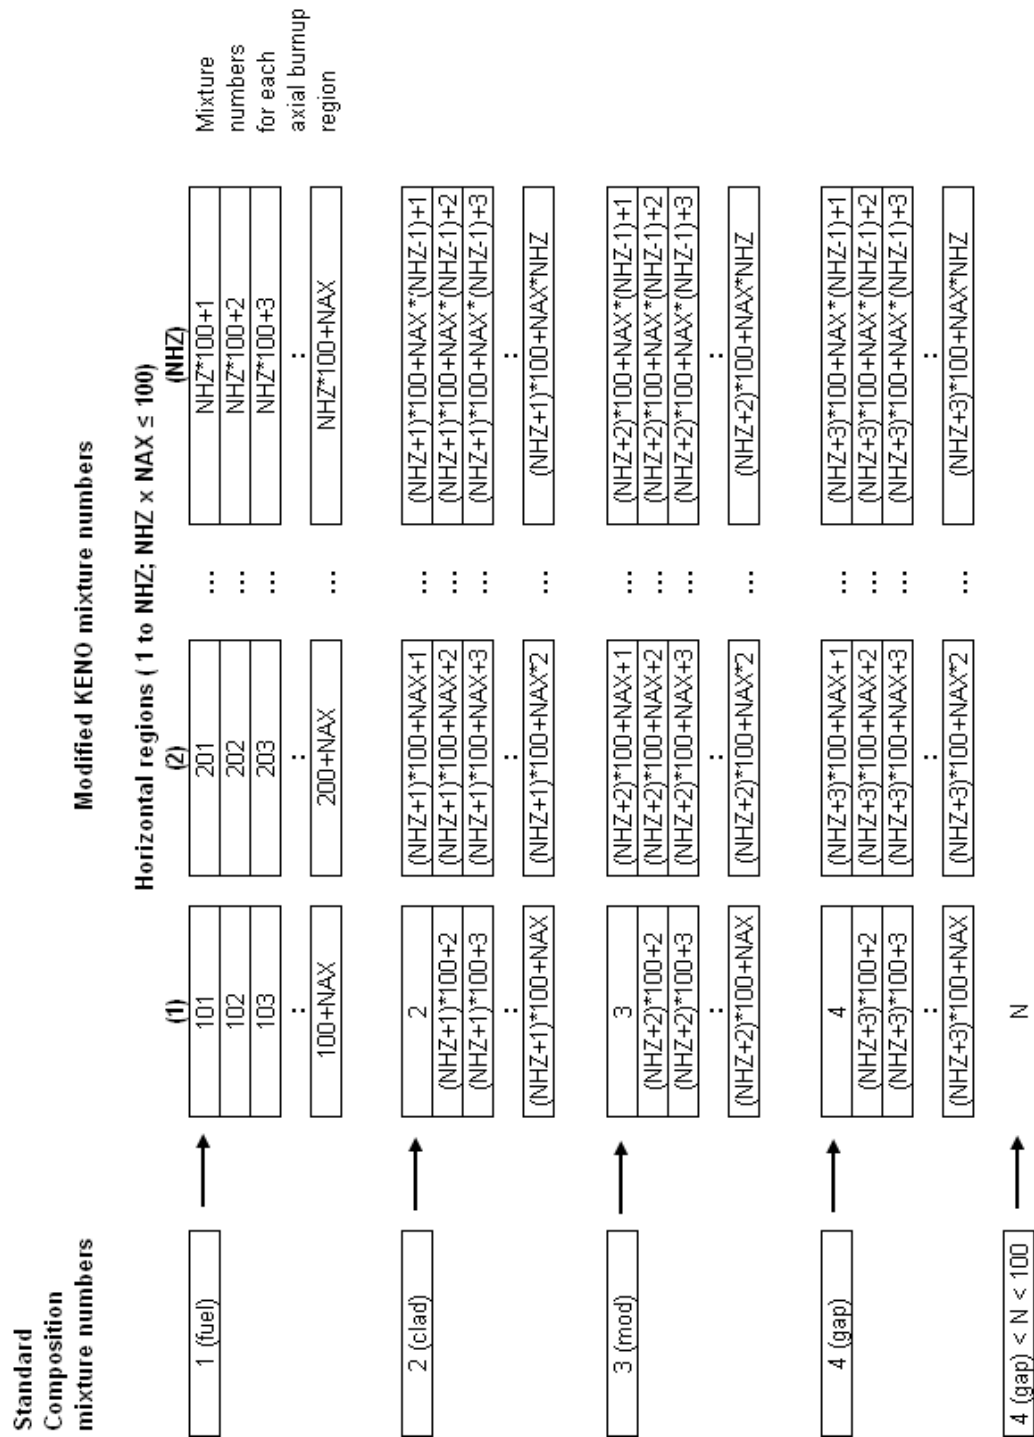 Modified KENO mixture numbers
Standard
Composition
mixture numbers
Horizontal regions ( 1 to NHZ; NHZ x NAX ≤ 100)
(1) (2) (NHZ)
1 (fuel) 101 201 NHZ*100+1 Mixture
102 202 NHZ*100+2 numbers
103 203 NHZ*100+3 for each
: : : axial burnup
100+NAX 200+NAX NHZ*100+NAX region
... ... ... ...
2 (clad) 2 (NHZ+1)*100+NAX+1 ... (NHZ+1)*100+NAX*(NHZ-1)+1
(NHZ+1)*100+2 (NHZ+1)*100+NAX+2 ... (NHZ+1)*100+NAX*(NHZ-1)+2
(NHZ+1)*100+3 (NHZ+1)*100+NAX+3 ... (NHZ+1)*100+NAX*(NHZ-1)+3
: : :
(NHZ+1)*100+NAX (NHZ+1)*100+NAX*2 ... (NHZ+1)*100+NAX*NHZ
3 (mod) 3 (NHZ+2)*100+NAX+1 ... (NHZ+2)*100+NAX*(NHZ-1)+1
(NHZ+2)*100+2 (NHZ+2)*100+NAX+2 ... (NHZ+2)*100+NAX*(NHZ-1)+2
(NHZ+2)*100+3 (NHZ+2)*100+NAX+3 ... (NHZ+2)*100+NAX*(NHZ-1)+3
: : :
(NHZ+2)*100+NAX (NHZ+2)*100+NAX*2 ... (NHZ+2)*100+NAX*NHZ
4 (gap) 4 (NHZ+3)*100+NAX+1 ... (NHZ+3)*100+NAX*(NHZ-1)+1
(NHZ+3)*100+2 (NHZ+3)*100+NAX+2 ... (NHZ+3)*100+NAX*(NHZ-1)+2
(NHZ+3)*100+3 (NHZ+3)*100+NAX+3 ... (NHZ+3)*100+NAX*(NHZ-1)+3
: : :
(NHZ+3)*100+NAX (NHZ+3)*100+NAX*2 ... (NHZ+3)*100+NAX*NHZ
4 (gap) < N < 100 N